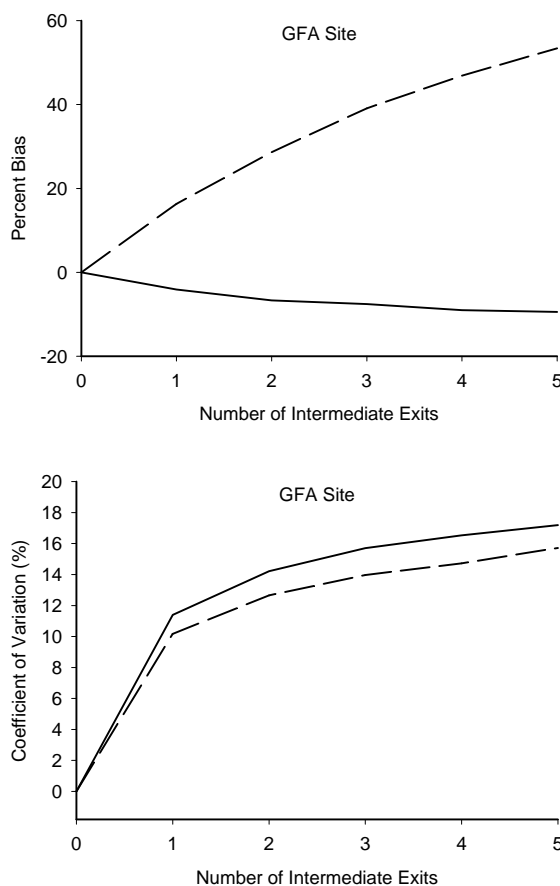 60
GFA Site
40
20
0
-20
Percent Bias
0 1 2 3 4 5
Number of Intermediate Exits
20
GFA Site
18
16
14
12
10
8
6
4
2
0
Coefficient of Variation (%)
0 1 2 3 4 5
Number of Intermediate Exits